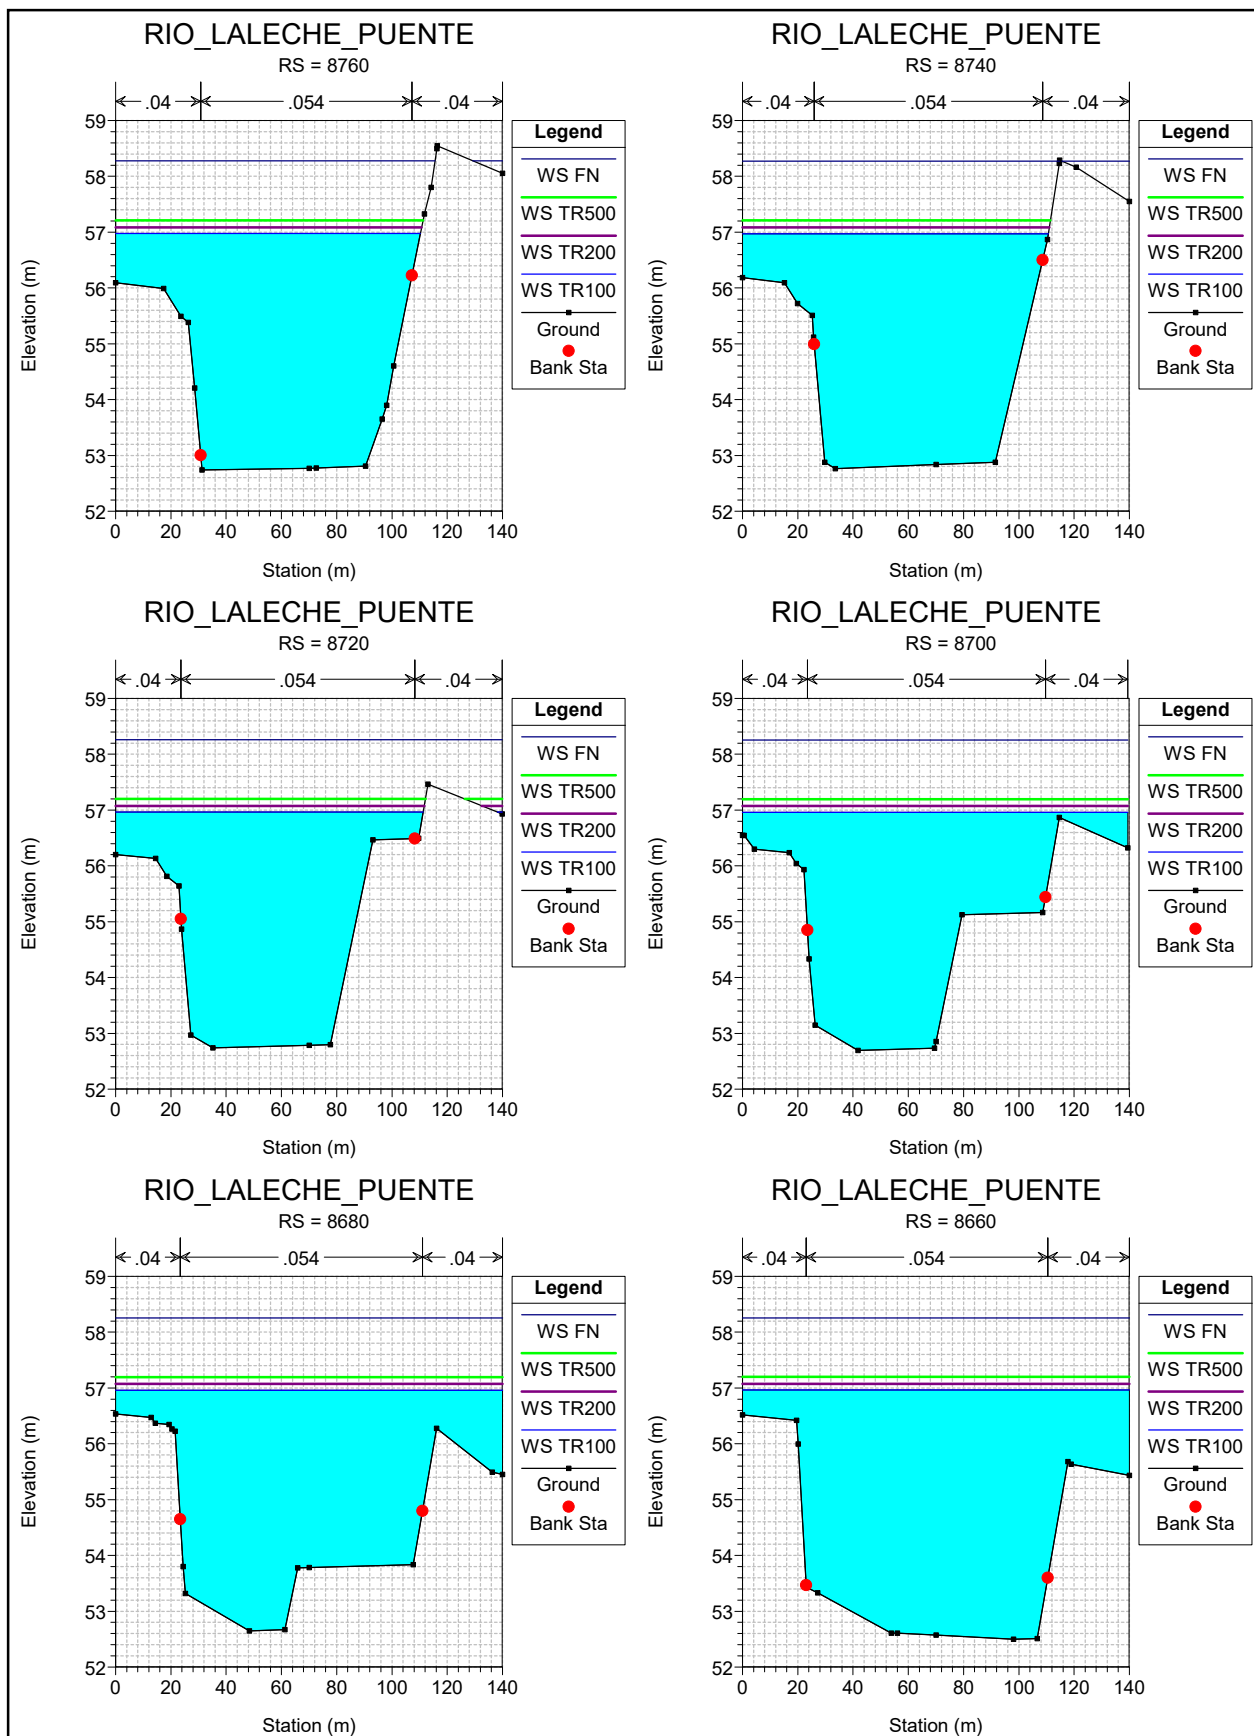 RIO_LALECHE_PUENTE
RS = 8760
.04 .054 .04
59
58
57
56
55
54
53
52
0 20 40 60 80 100 120 140
Elevation (m)
Station (m)
Legend
WS FN
WS TR500
WS TR200
WS TR100
Ground
Bank Sta
RIO_LALECHE_PUENTE
RS = 8740
.04 .054 .04
59
58
57
56
55
54
53
52
0 20 40 60 80 100 120 140
Elevation (m)
Station (m)
Legend
WS FN
WS TR500
WS TR200
WS TR100
Ground
Bank Sta
RIO_LALECHE_PUENTE
RS = 8720
.04 .054 .04
59
58
57
56
55
54
53
52
0 20 40 60 80 100 120 140
Elevation (m)
Station (m)
Legend
WS FN
WS TR500
WS TR200
WS TR100
Ground
Bank Sta
RIO_LALECHE_PUENTE
RS = 8700
.04 .054 .04
59
58
57
56
55
54
53
52
0 20 40 60 80 100 120 140
Elevation (m)
Station (m)
Legend
WS FN
WS TR500
WS TR200
WS TR100
Ground
Bank Sta
RIO_LALECHE_PUENTE
RS = 8680
.04 .054 .04
59
58
57
56
55
54
53
52
0 20 40 60 80 100 120 140
Elevation (m)
Station (m)
Legend
WS FN
WS TR500
WS TR200
WS TR100
Ground
Bank Sta
RIO_LALECHE_PUENTE
RS = 8660
.04 .054 .04
59
58
57
56
55
54
53
52
0 20 40 60 80 100 120 140
Elevation (m)
Station (m)
Legend
WS FN
WS TR500
WS TR200
WS TR100
Ground
Bank Sta